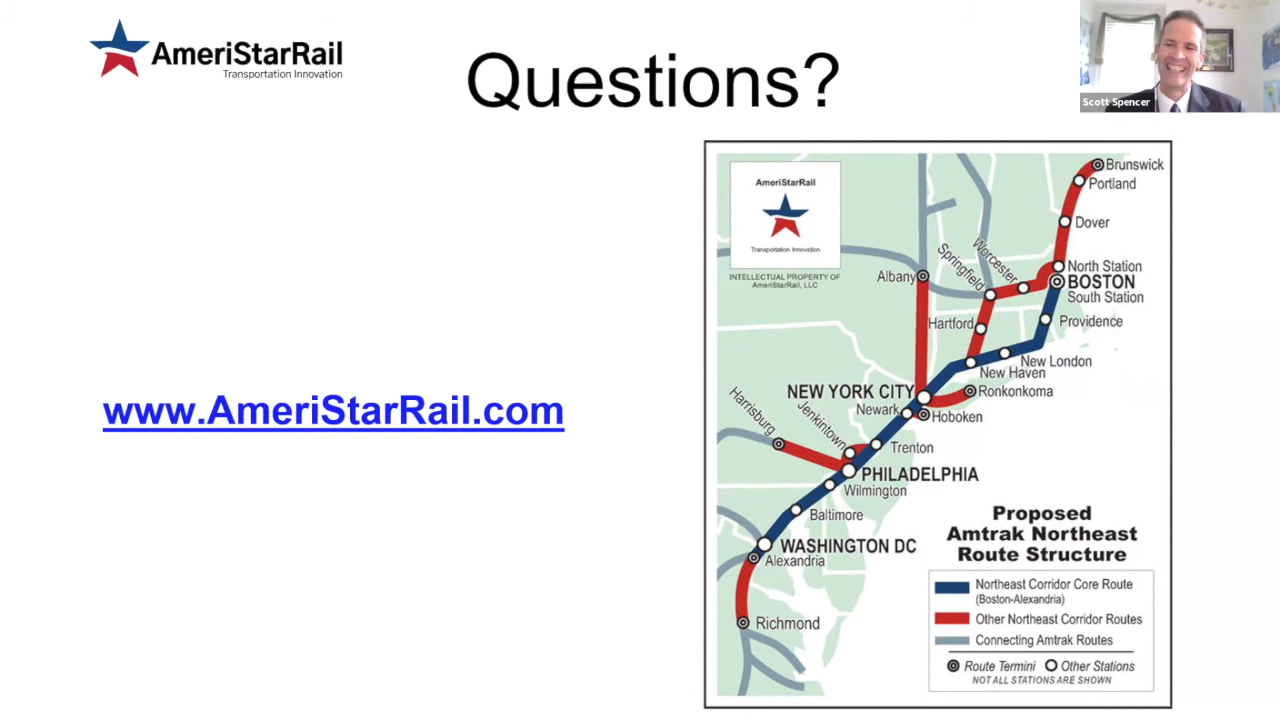 AmeriStarRail
Transportation Innovation
Questions?
Scott Spencer
www.AmeriStarRail.com
AmeriStarRail
Transportation Innovation
INTELLECTUAL PROPERTY OF
AmeriStarRail, LLC
Brunswick
Portland
Dover
North Station
BOSTON
South Station
Worcester
Springfield
Albany
Providence
Hartford
New London
New Haven
NEW YORK CITY
Ronkonkoma
Newark
Hoboken
Harrisburg
Jenkintown
Trenton
PHILADELPHIA
Wilmington
Baltimore
WASHINGTON DC
Alexandria
Richmond
Proposed
Amtrak Northeast
Route Structure
Northeast Corridor Core Route
(Boston-Alexandria)
Other Northeast Corridor Routes
Connecting Amtrak Routes
Route Termini
Other Stations
NOT ALL STATIONS ARE SHOWN